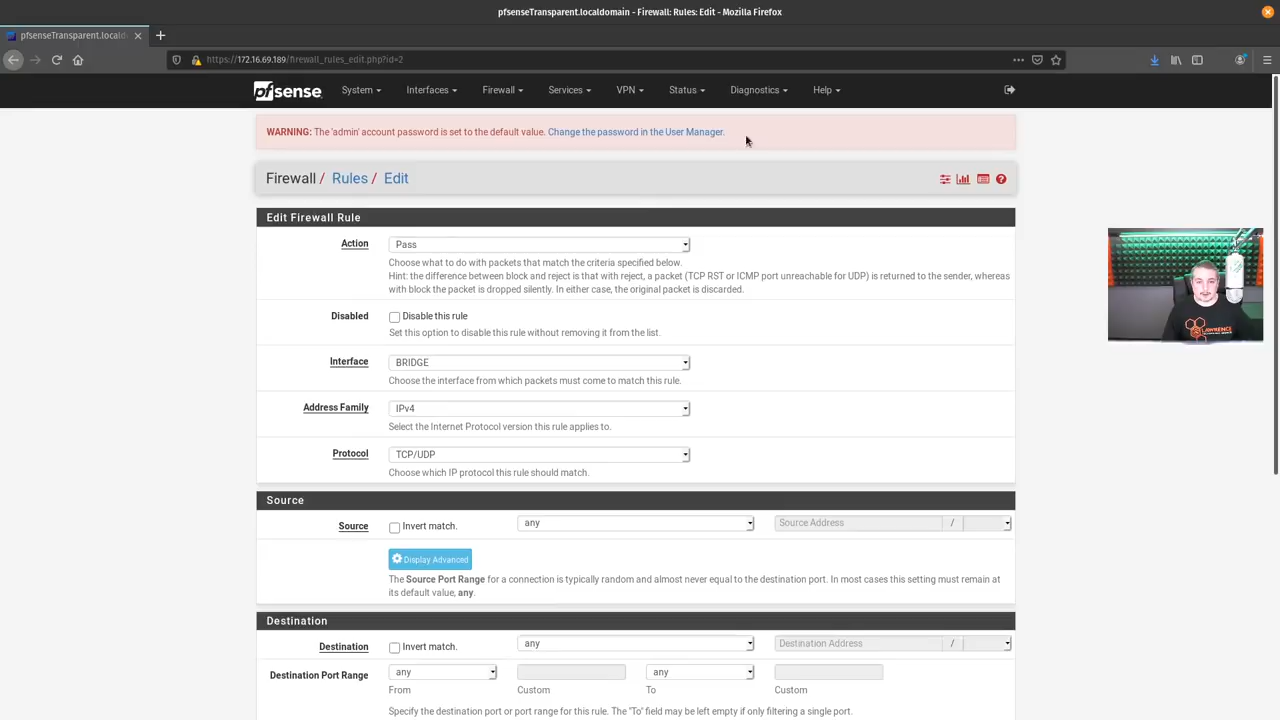 pfsenseTransparent.localdomain - Firewall: Rules: Edit - Mozilla Firefox
pfsenseTransparent.locald
https://172.16.69.189/firewall_rules_edit.php?id=2
pfsense System Interfaces Firewall Services VPN Status Diagnostics Help
WARNING: The 'admin' account password is set to the default value. Change the password in the User Manager.
Firewall / Rules / Edit
Edit Firewall Rule
Action Pass
Choose what to do with packets that match the criteria specified below.
Hint: the difference between block and reject is that with reject, a packet (TCP RST or ICMP port unreachable for UDP) is returned to the sender, whereas
with block the packet is dropped silently. In either case, the original packet is discarded.
Disabled Disable this rule
Set this option to disable this rule without removing it from the list.
Interface BRIDGE
Choose the interface from which packets must come to match this rule.
Address Family IPv4
Select the Internet Protocol version this rule applies to.
Protocol TCP/UDP
Choose which IP protocol this rule should match.
Source
Source Invert match. any Source Address /
Display Advanced
The Source Port Range for a connection is typically random and almost never equal to the destination port. In most cases this setting must remain at
its default value, any.
Destination
Destination Invert match. any Destination Address /
Destination Port Range any any
From Custom To Custom
Specify the destination port or port range for this rule. The "To" field may be left empty if only filtering a single port.
LAWRENCE